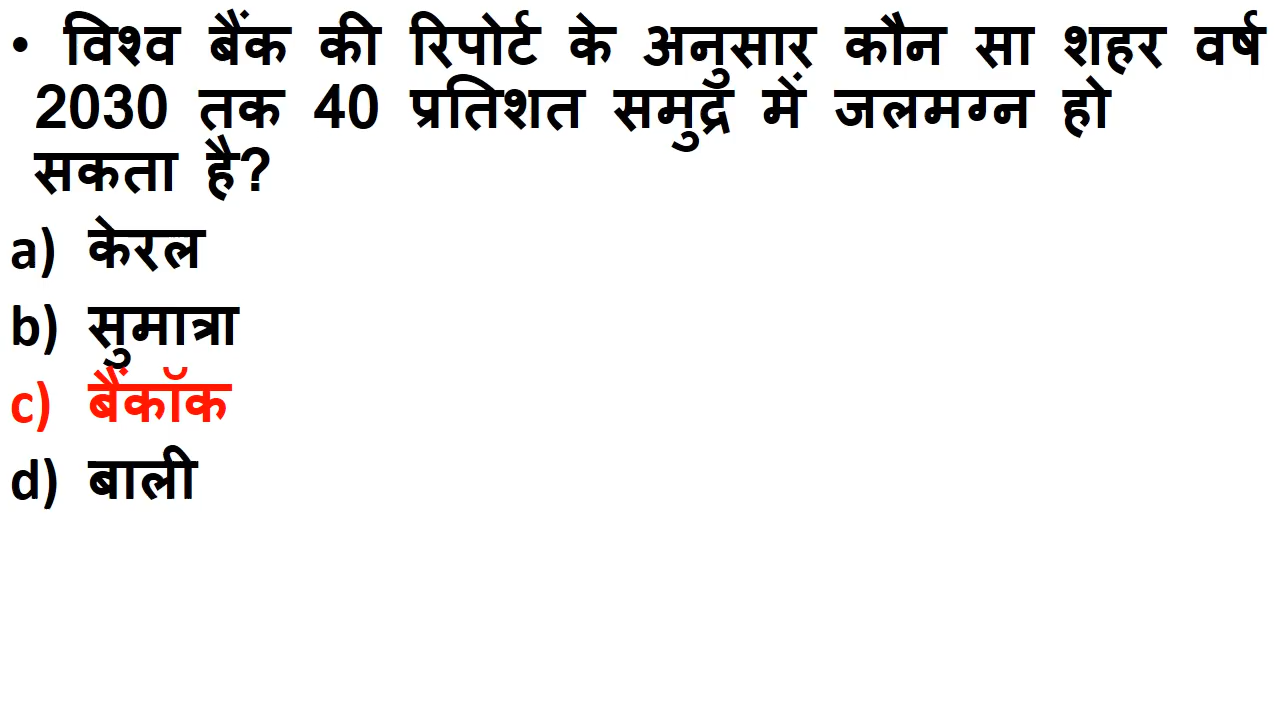 • विश्व बैंक की रिपोर्ट के अनुसार कौन सा शहर वर्ष
2030 तक 40 प्रतिशत समुद्र में जलमग्न हो
सकता है?
a) केरल
b) सुमात्रा
c) बैंकॉक
d) बाली